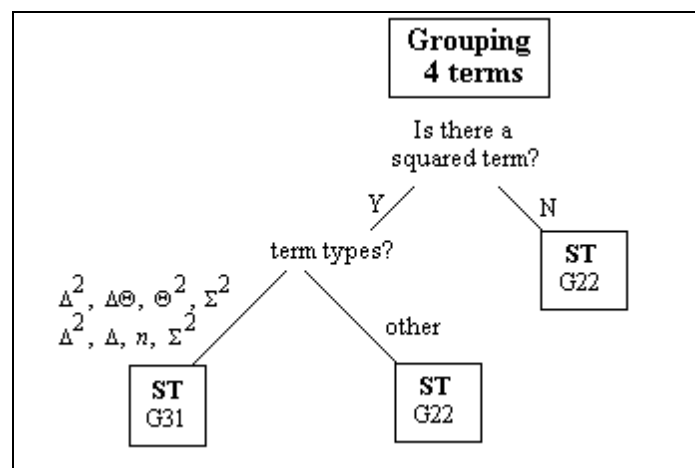 Grouping
4 terms
Is there a
squared term?
Y
N
term types?
ST
G22
Δ², ΔΘ, Θ², Σ²
Δ², Δ, n, Σ²
other
ST
G31
ST
G22